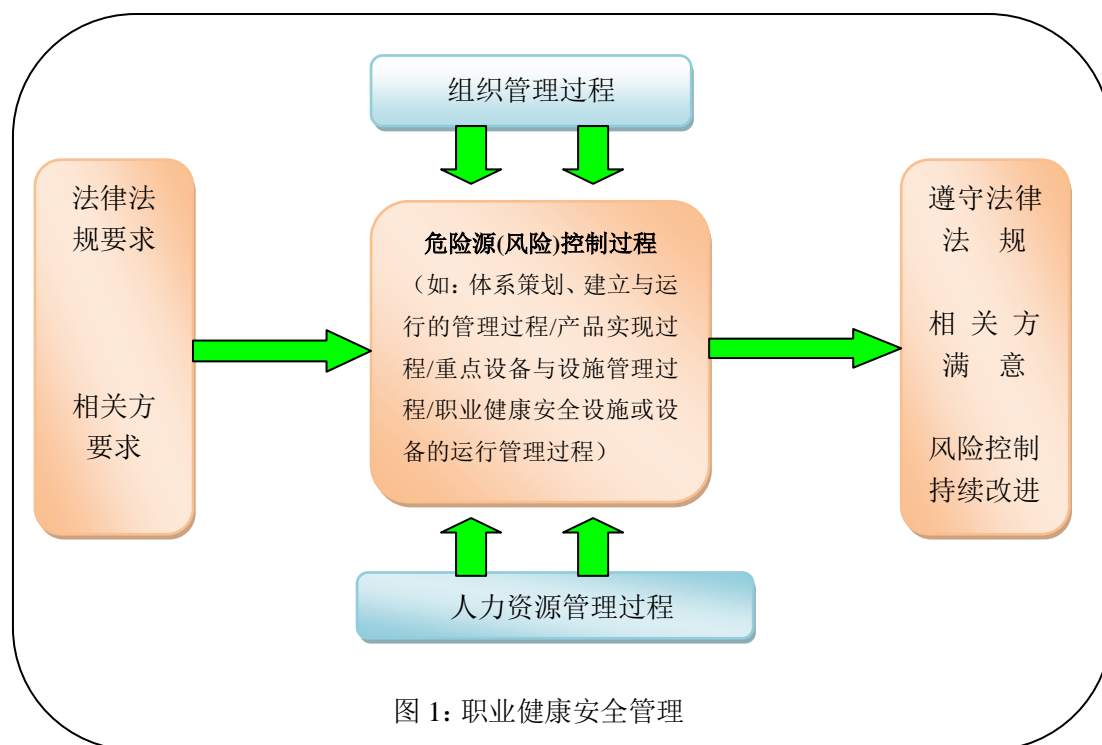 组织管理过程
法律法
规要求
相关方
要求
危险源(风险)控制过程
（如：体系策划、建立与运
行的管理过程/产品实现过
程/重点设备与设施管理过
程/职业健康安全设施或设
备的运行管理过程）
遵守法律
法 规
相 关 方
满 意
风险控制
持续改进
人力资源管理过程
图 1：职业健康安全管理